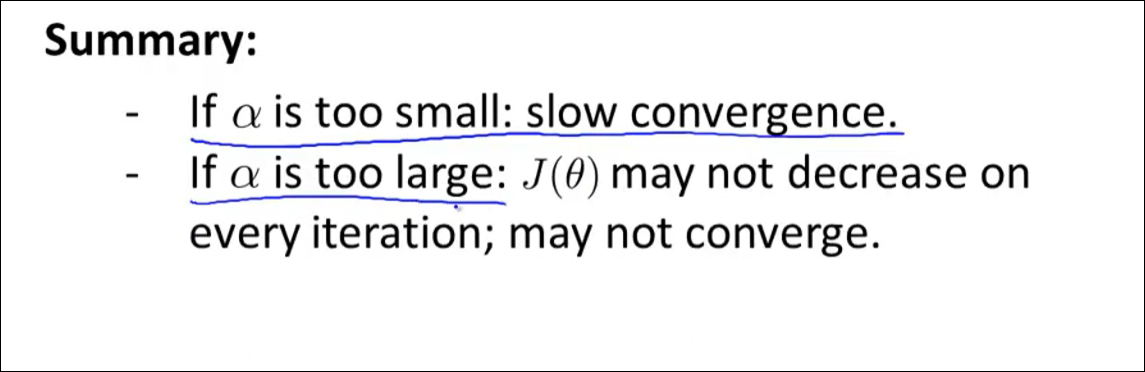 Summary:
- If α is too small: slow convergence.
- If α is too large: J(θ) may not decrease on
every iteration; may not converge.